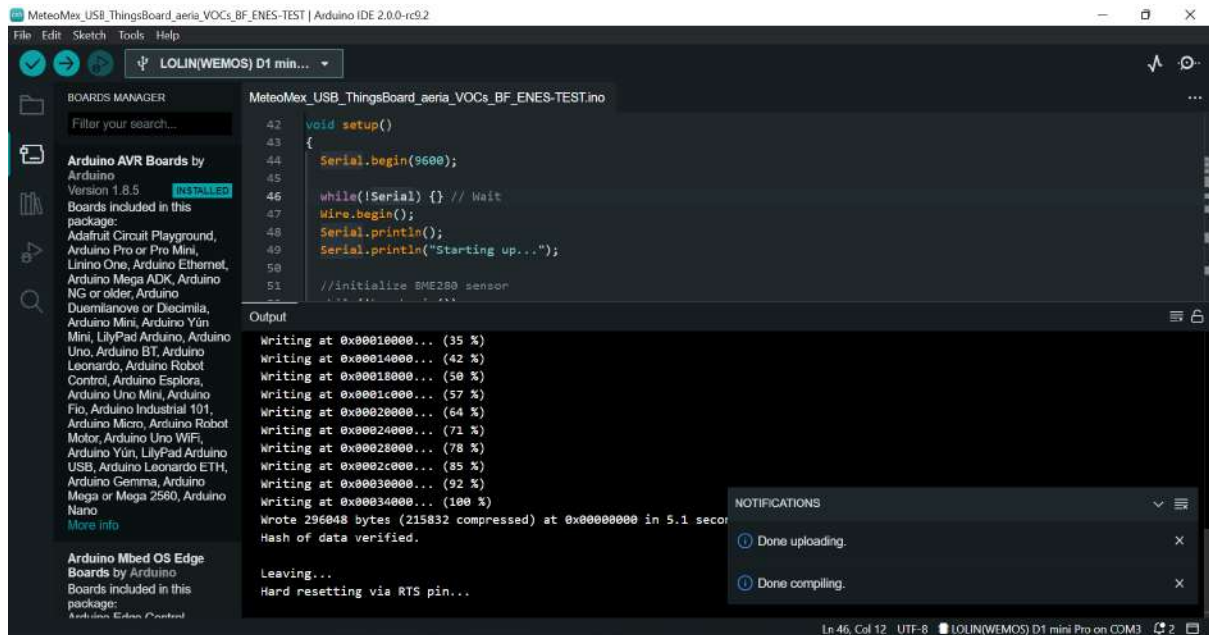 MeteoMex_USB_ThingsBoard_aeria_VOCs_BF_ENES-TEST | Arduino IDE 2.0.0-rc9.2
File Edit Sketch Tools Help
LOLIN(WEMOS) D1 min...
BOARDS MANAGER
Filter your search...
Arduino AVR Boards by
Arduino
Version 1.8.5 INSTALLED
Boards included in this
package:
Adafruit Circuit Playground,
Arduino Pro or Pro Mini,
Linino One, Arduino Ethernet,
Arduino Mega ADK, Arduino
NG or older, Arduino
Duemilanove or Diecimila,
Arduino Mini, Arduino Yún
Mini, LilyPad Arduino, Arduino
Uno, Arduino BT, Arduino
Leonardo, Arduino Robot
Control, Arduino Esplora,
Arduino Uno Mini, Arduino
Fio, Arduino Industrial 101,
Arduino Micro, Arduino Robot
Motor, Arduino Uno WiFi,
Arduino Yún, LilyPad Arduino
USB, Arduino Leonardo ETH,
Arduino Gemma, Arduino
Mega or Mega 2560, Arduino
Nano
More info
Arduino Mbed OS Edge
Boards by Arduino
Boards included in this
package:
Arduino Edge Control
MeteoMex_USB_ThingsBoard_aeria_VOCs_BF_ENES-TEST.ino
42 void setup()
43 {
44 Serial.begin(9600);
45
46 while(!Serial) {} // Wait
47 Wire.begin();
48 Serial.println();
49 Serial.println("Starting up...");
50
51 //initialize BME280 sensor
Output
Writing at 0x00010000... (35 %)
Writing at 0x00014000... (42 %)
Writing at 0x00018000... (50 %)
Writing at 0x0001c000... (57 %)
Writing at 0x00020000... (64 %)
Writing at 0x00024000... (71 %)
Writing at 0x00028000... (78 %)
Writing at 0x0002c000... (85 %)
Writing at 0x00030000... (92 %)
Writing at 0x00034000... (100 %)
Wrote 296048 bytes (215832 compressed) at 0x00000000 in 5.1 secon
Hash of data verified.
Leaving...
Hard resetting via RTS pin...
NOTIFICATIONS
Done uploading.
Done compiling.
Ln 46, Col 12 UTF-8 LOLIN(WEMOS) D1 mini Pro on COM3 2